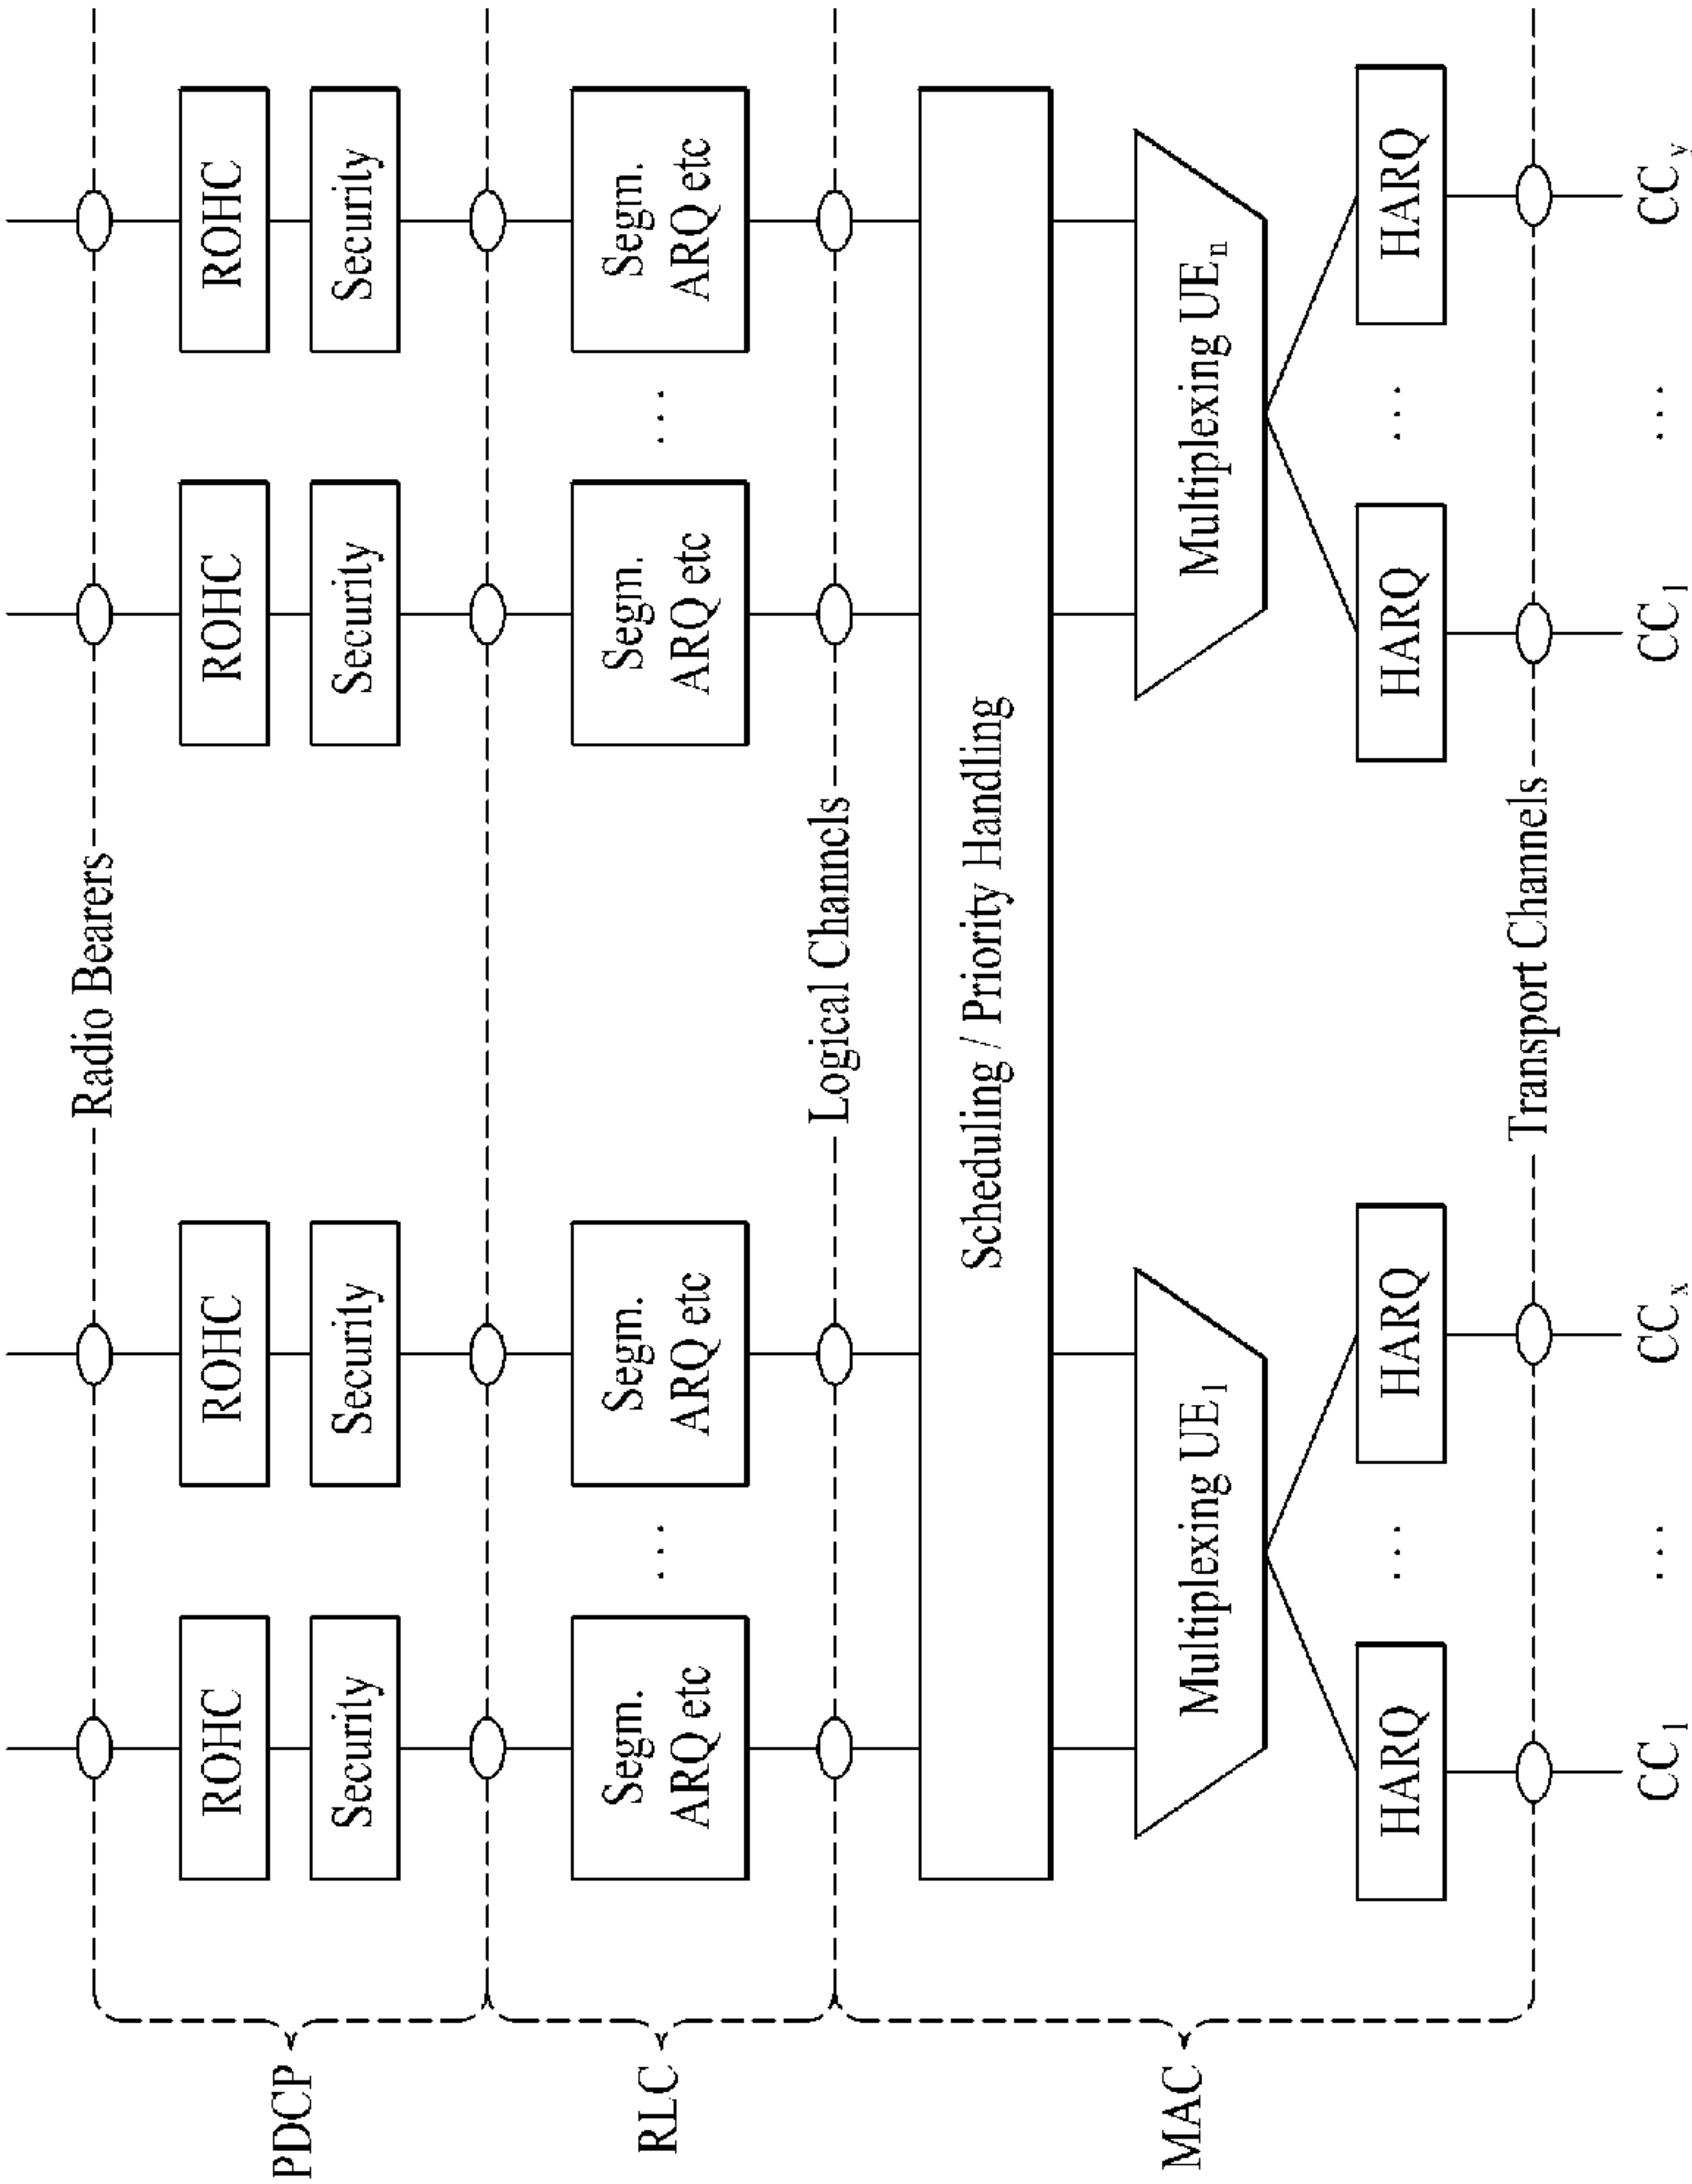 Radio Bearers
ROHC ROHC ROHC ROHC
PDCP
Security Security Security Security
Segm. Segm. Segm. Segm.
RLC ... ...
ARQ etc ARQ etc ARQ etc ARQ etc
Logical Channels
Scheduling / Priority Handling
MAC Multiplexing UE₁ Multiplexing UEₙ
HARQ ... HARQ HARQ ... HARQ
Transport Channels
CC₁ ... CCₓ CC₁ ... CCy